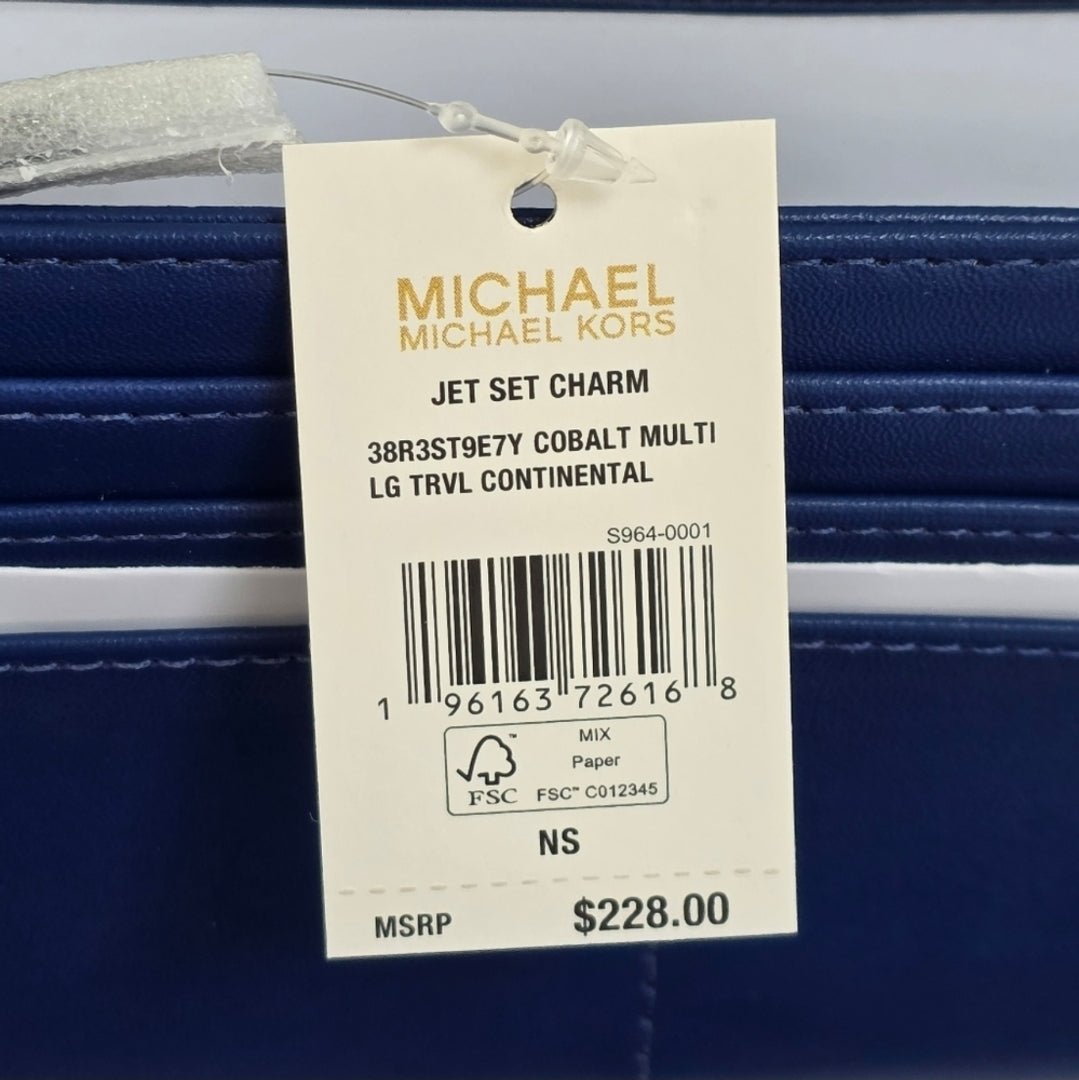 MICHAEL
MICHAEL KORS
JET SET CHARM
38R3ST9E7Y COBALT MULTI
LG TRVL CONTINENTAL
S964-0001
1 96163 72616 8
FSC
™
MIX
Paper
FSC™ C012345
NS
MSRP $228.00